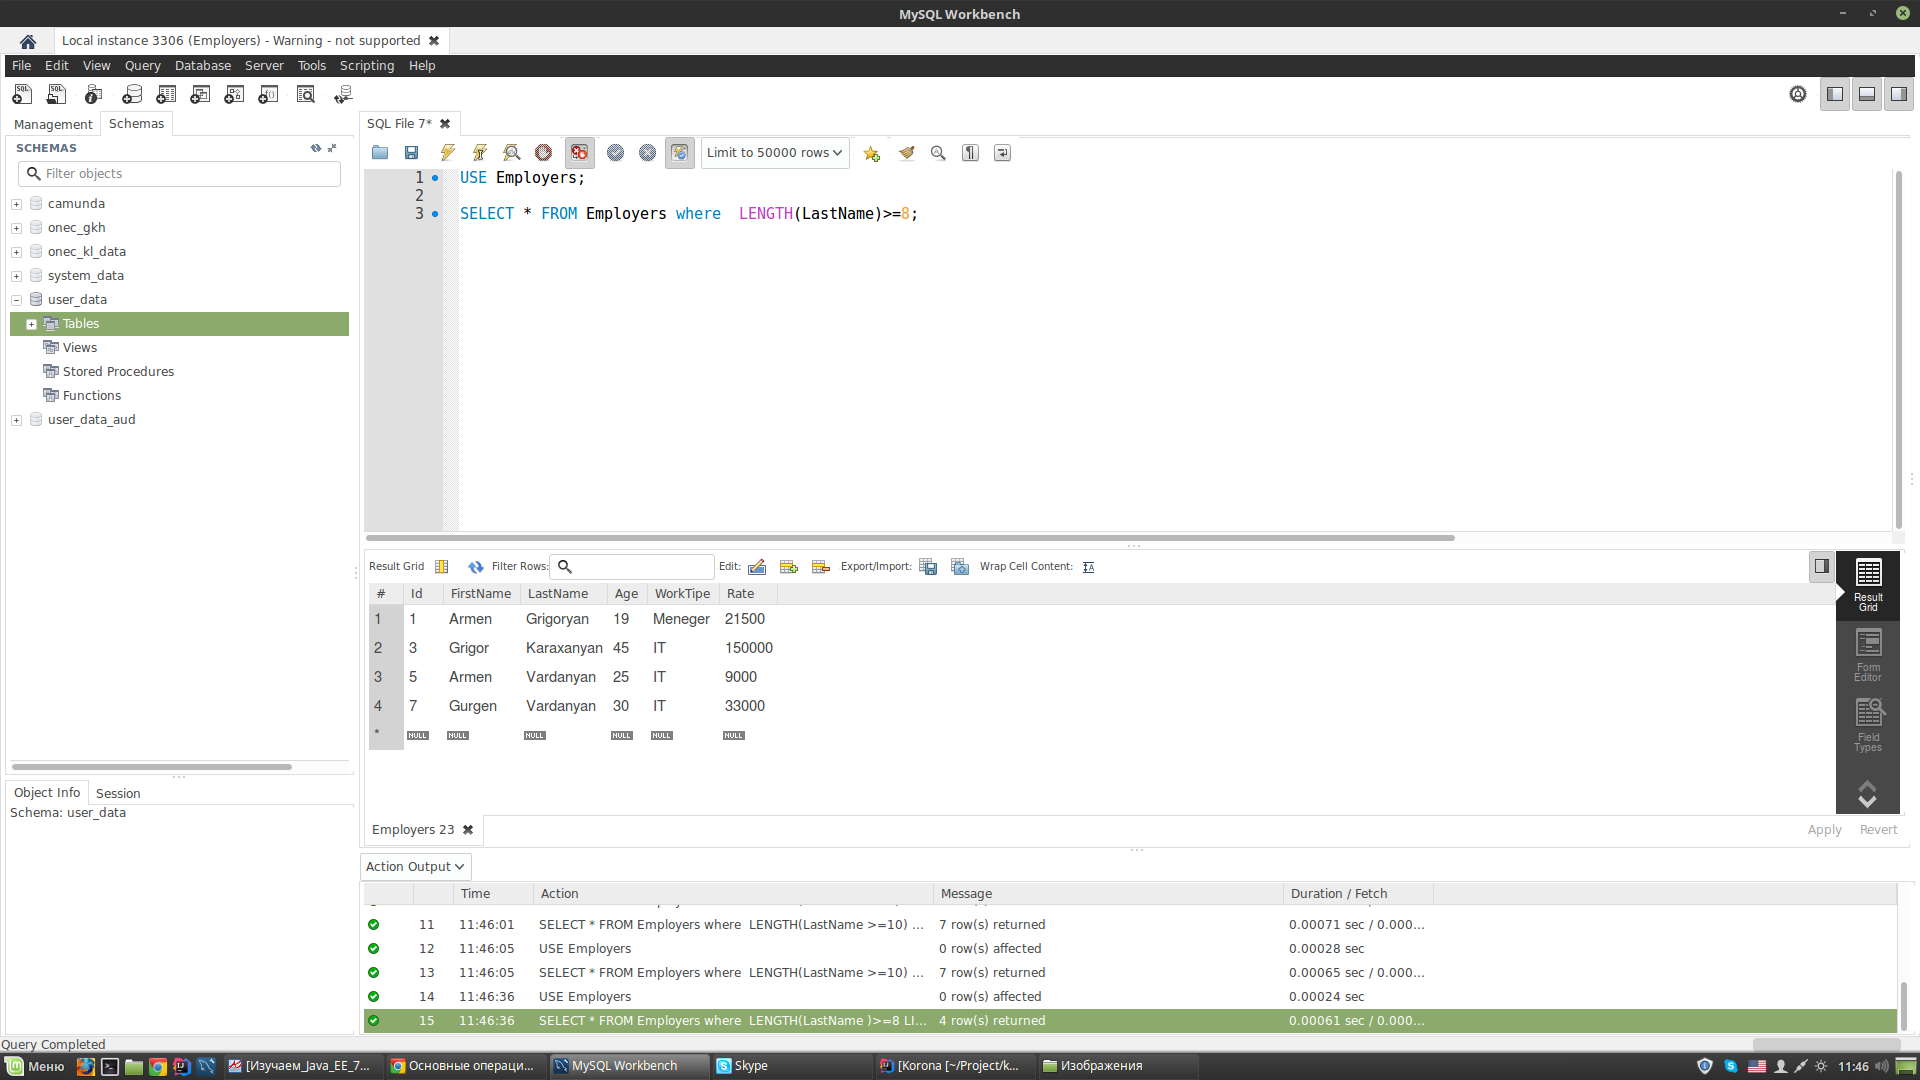 MySQL Workbench
Local instance 3306 (Employers) - Warning - not supported
File Edit View Query Database Server Tools Scripting Help
Management Schemas
SQL File 7*
SCHEMAS
Filter objects
Limit to 50000 rows
camunda
onec_gkh
onec_kl_data
system_data
user_data
Tables
Views
Stored Procedures
Functions
user_data_aud
1 USE Employers;
2
3 SELECT * FROM Employers where  LENGTH(LastName)>=8;
Result Grid Filter Rows: Edit: Export/Import: Wrap Cell Content:
# Id FirstName LastName Age WorkTipe Rate
1 1 Armen Grigoryan 19 Meneger 21500
2 3 Grigor Karaxanyan 45 IT 150000
3 5 Armen Vardanyan 25 IT 9000
4 7 Gurgen Vardanyan 30 IT 33000
* NULL NULL NULL NULL NULL NULL
Result
Grid
Form
Editor
Field
Types
Object Info Session
Schema: user_data
Employers 23
Apply Revert
Action Output
Time Action Message Duration / Fetch
11 11:46:01 SELECT * FROM Employers where  LENGTH(LastName >=10) ... 7 row(s) returned 0.00071 sec / 0.000...
12 11:46:05 USE Employers 0 row(s) affected 0.00028 sec
13 11:46:05 SELECT * FROM Employers where  LENGTH(LastName >=10) ... 7 row(s) returned 0.00065 sec / 0.000...
14 11:46:36 USE Employers 0 row(s) affected 0.00024 sec
15 11:46:36 SELECT * FROM Employers where  LENGTH(LastName )>=8 LI... 4 row(s) returned 0.00061 sec / 0.000...
Query Completed
Меню [Изучаем_Java_EE_7... Основные операци... MySQL Workbench Skype [Korona [~/Project/k... Изображения 11:46